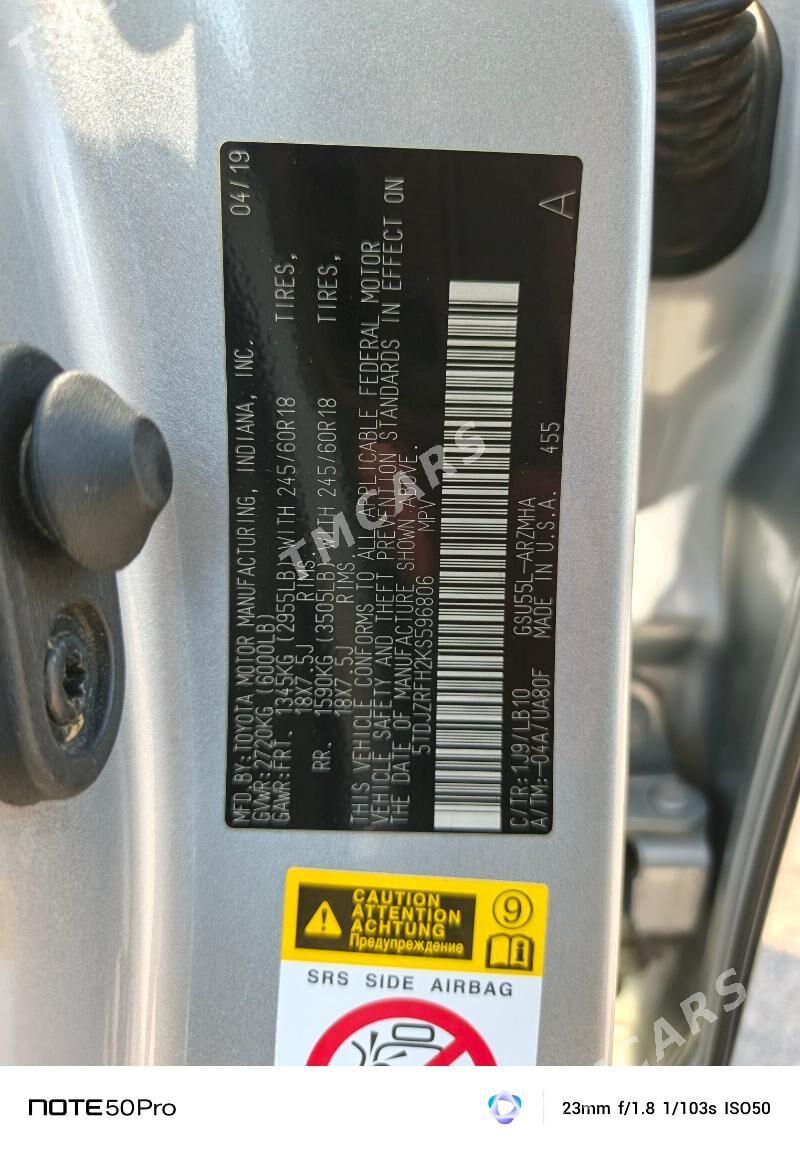 MFD.BY:TOYOTA MOTOR MANUFACTURING, INDIANA, INC. 04/19
GVWR:2720KG (6000LB)
GAWR:FRT. 1345KG (2955LB) WITH 245/60R18 TIRES,
18X7.5J RIMS,
RR. 1590KG (3505LB) WITH 245/60R18 TIRES,
18X7.5J RIMS
THIS VEHICLE CONFORMS TO ALL APPLICABLE FEDERAL MOTOR
VEHICLE SAFETY AND THEFT PREVENTION STANDARDS IN EFFECT ON
THE DATE OF MANUFACTURE SHOWN ABOVE.
5TDJZRFH2KS596806 MPV
C/TR:1J9/LB10 GSU55L-ARZMHA
A/TM:-04A/UA80F MADE IN U.S.A. 455 A
CAUTION
ATTENTION
ACHTUNG
Предупреждение
9
SRS SIDE AIRBAG
TMCARS
NOTE50Pro
23mm f/1.8 1/103s ISO50